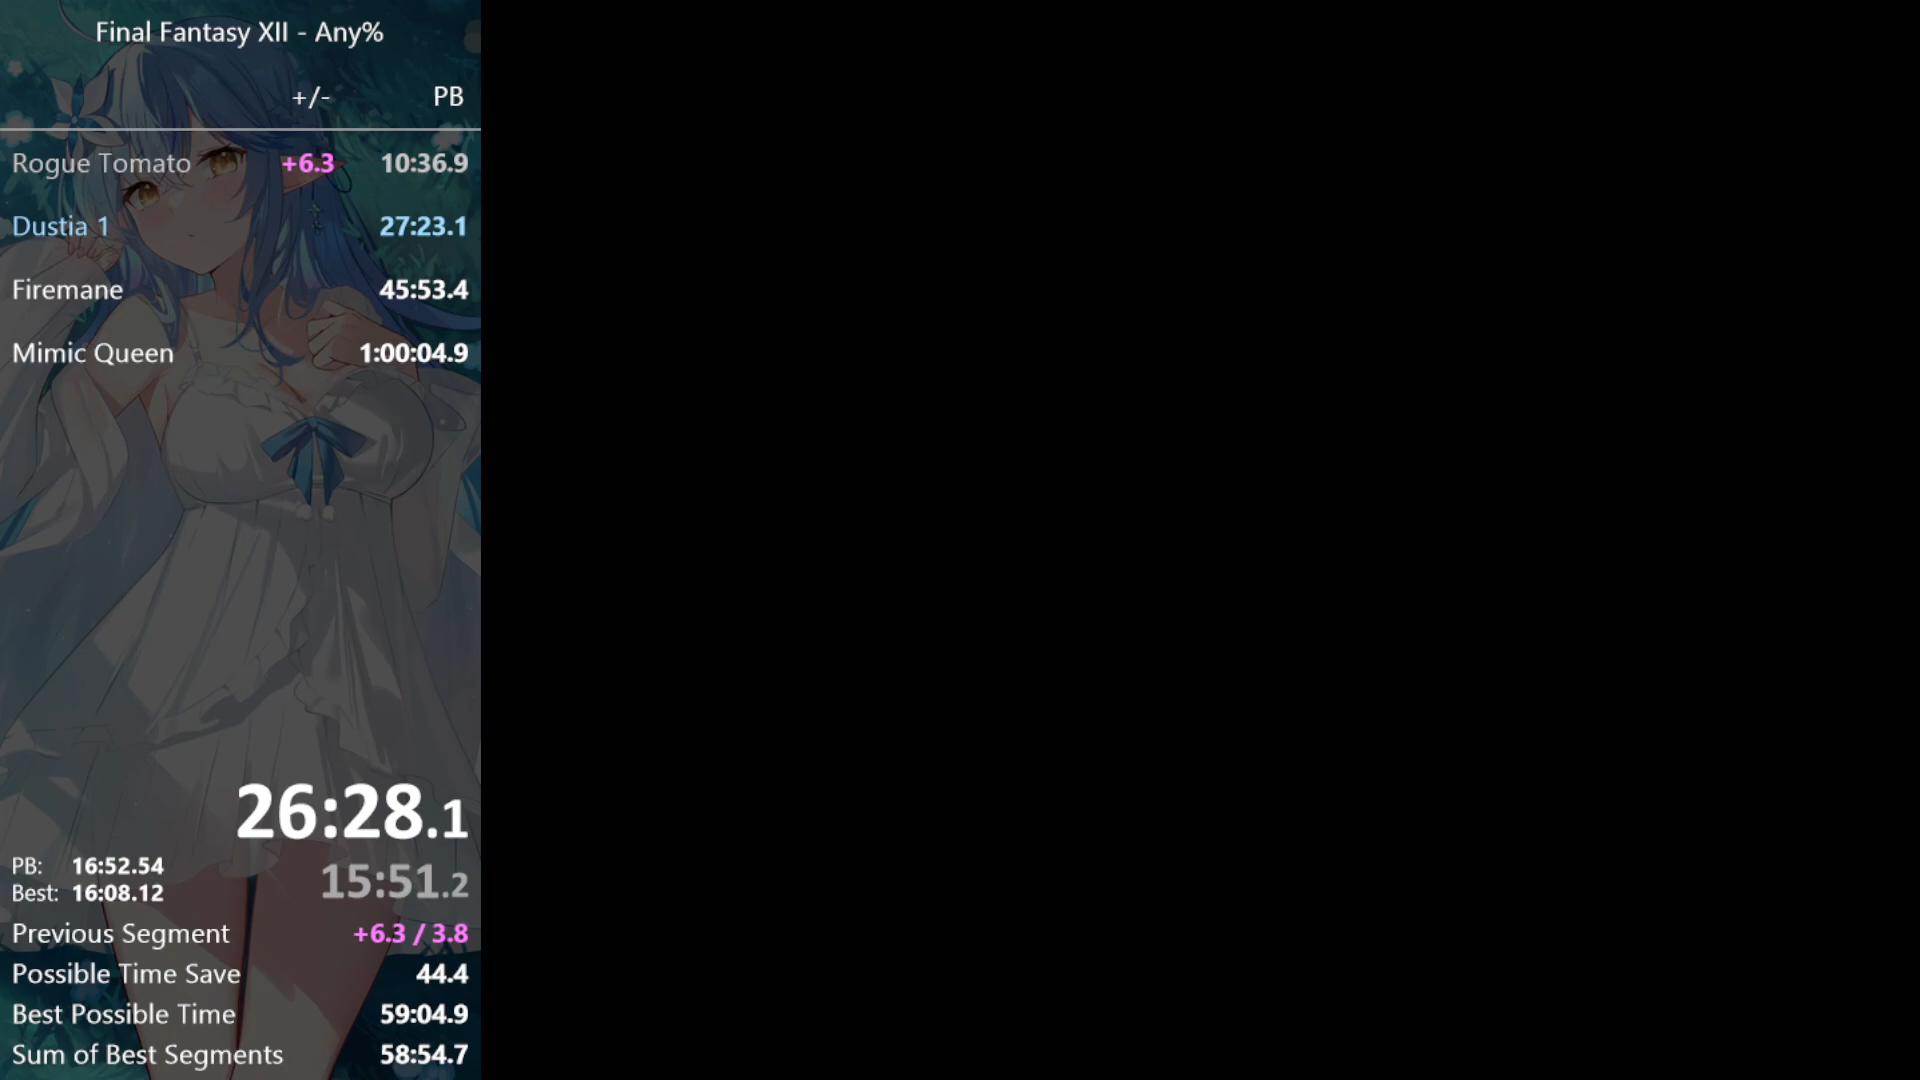 Final Fantasy XII - Any%
+/- PB
Rogue Tomato +6.3 10:36.9
Dustia 1 27:23.1
Firemane 45:53.4
Mimic Queen 1:00:04.9
26:28.1
PB: 16:52.54
Best: 16:08.12
15:51.2
Previous Segment +6.3 / 3.8
Possible Time Save 44.4
Best Possible Time 59:04.9
Sum of Best Segments 58:54.7